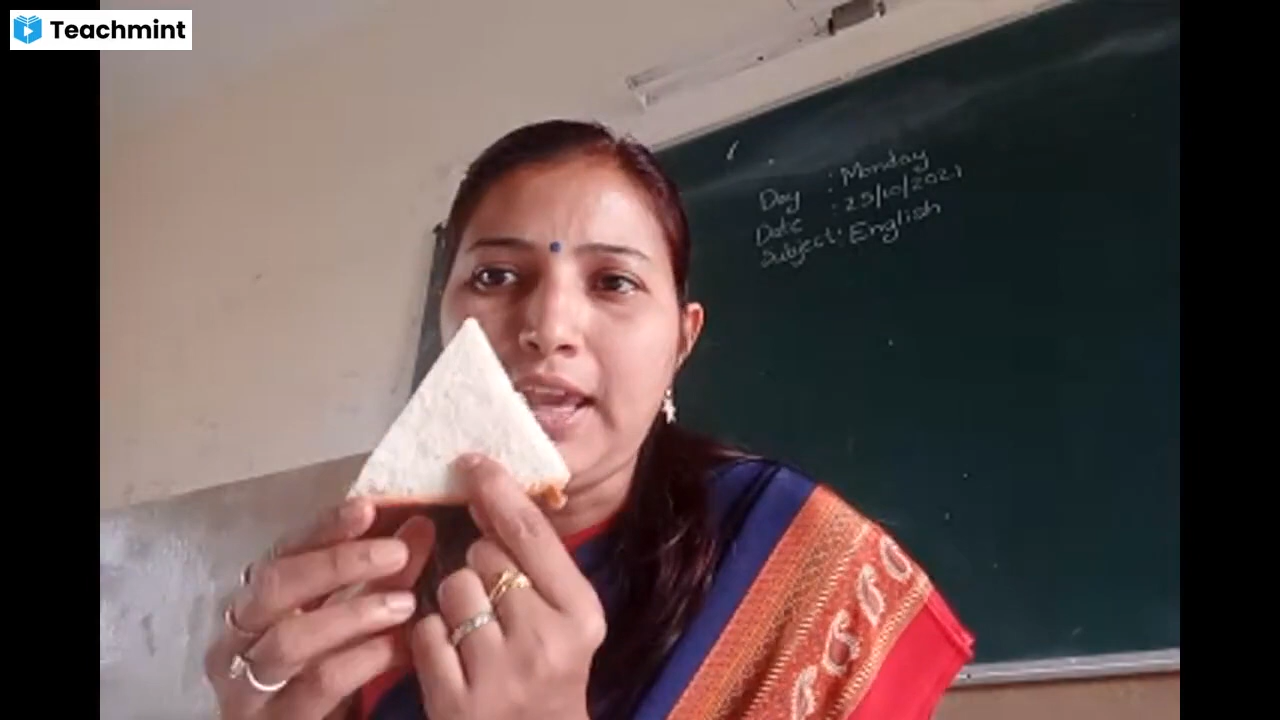 Teachmint
Day : Monday
Date : 25/10/2021
Subject: English